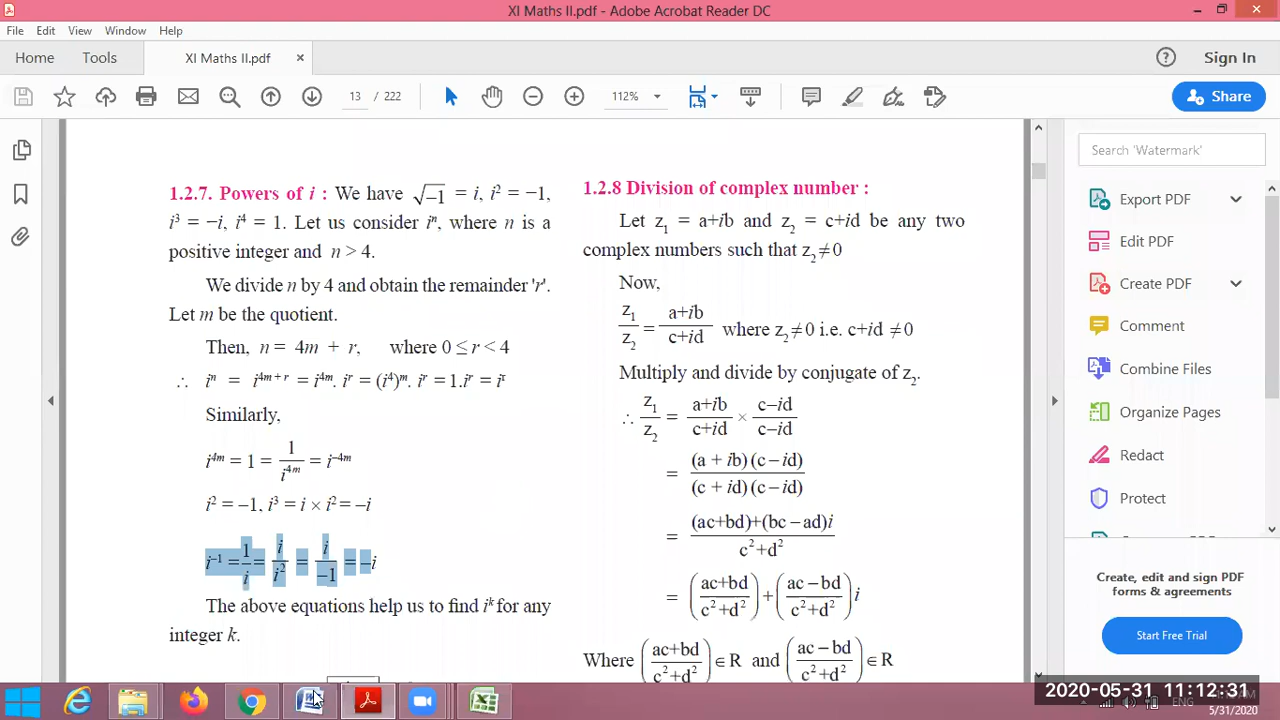 XI Maths II.pdf - Adobe Acrobat Reader DC
File Edit View Window Help
Home Tools XI Maths II.pdf × Sign In
13 / 222 112% Share
1.2.7. Powers of i : We have √−1 = i, i² = −1,
i³ = −i, i⁴ = 1. Let us consider iⁿ, where n is a
positive integer and n > 4.
We divide n by 4 and obtain the remainder 'r'.
Let m be the quotient.
Then, n = 4m + r, where 0 ≤ r < 4
∴ iⁿ = i^(4m + r) = i^(4m). i^r = (i⁴)^m. i^r = 1.i^r = i^r
Similarly,
i^(4m) = 1 = 1/i^(4m) = i^(−4m)
i² = −1, i³ = i × i² = −i
i⁻¹ = 1/i = i/i² = i/−1 = −i
The above equations help us to find i^k for any
integer k.
1.2.8 Division of complex number :
Let z₁ = a+ib and z₂ = c+id be any two
complex numbers such that z₂ ≠ 0
Now,
z₁/z₂ = a+ib/c+id where z₂ ≠ 0 i.e. c+id ≠ 0
Multiply and divide by conjugate of z₂.
∴ z₁/z₂ = a+ib/c+id × c−id/c−id
= (a + ib)(c − id)/(c + id)(c − id)
= (ac+bd)+(bc − ad)i/c²+d²
= (ac+bd/c²+d²) + (ac − bd/c²+d²) i
Where (ac+bd/c²+d²) ∈ R and (ac − bd/c²+d²) ∈ R
Search 'Watermark'
Export PDF
Edit PDF
Create PDF
Comment
Combine Files
Organize Pages
Redact
Protect
Create, edit and sign PDF
forms & agreements
Start Free Trial
2020-05-31 11:12:31
ENG
5/31/2020